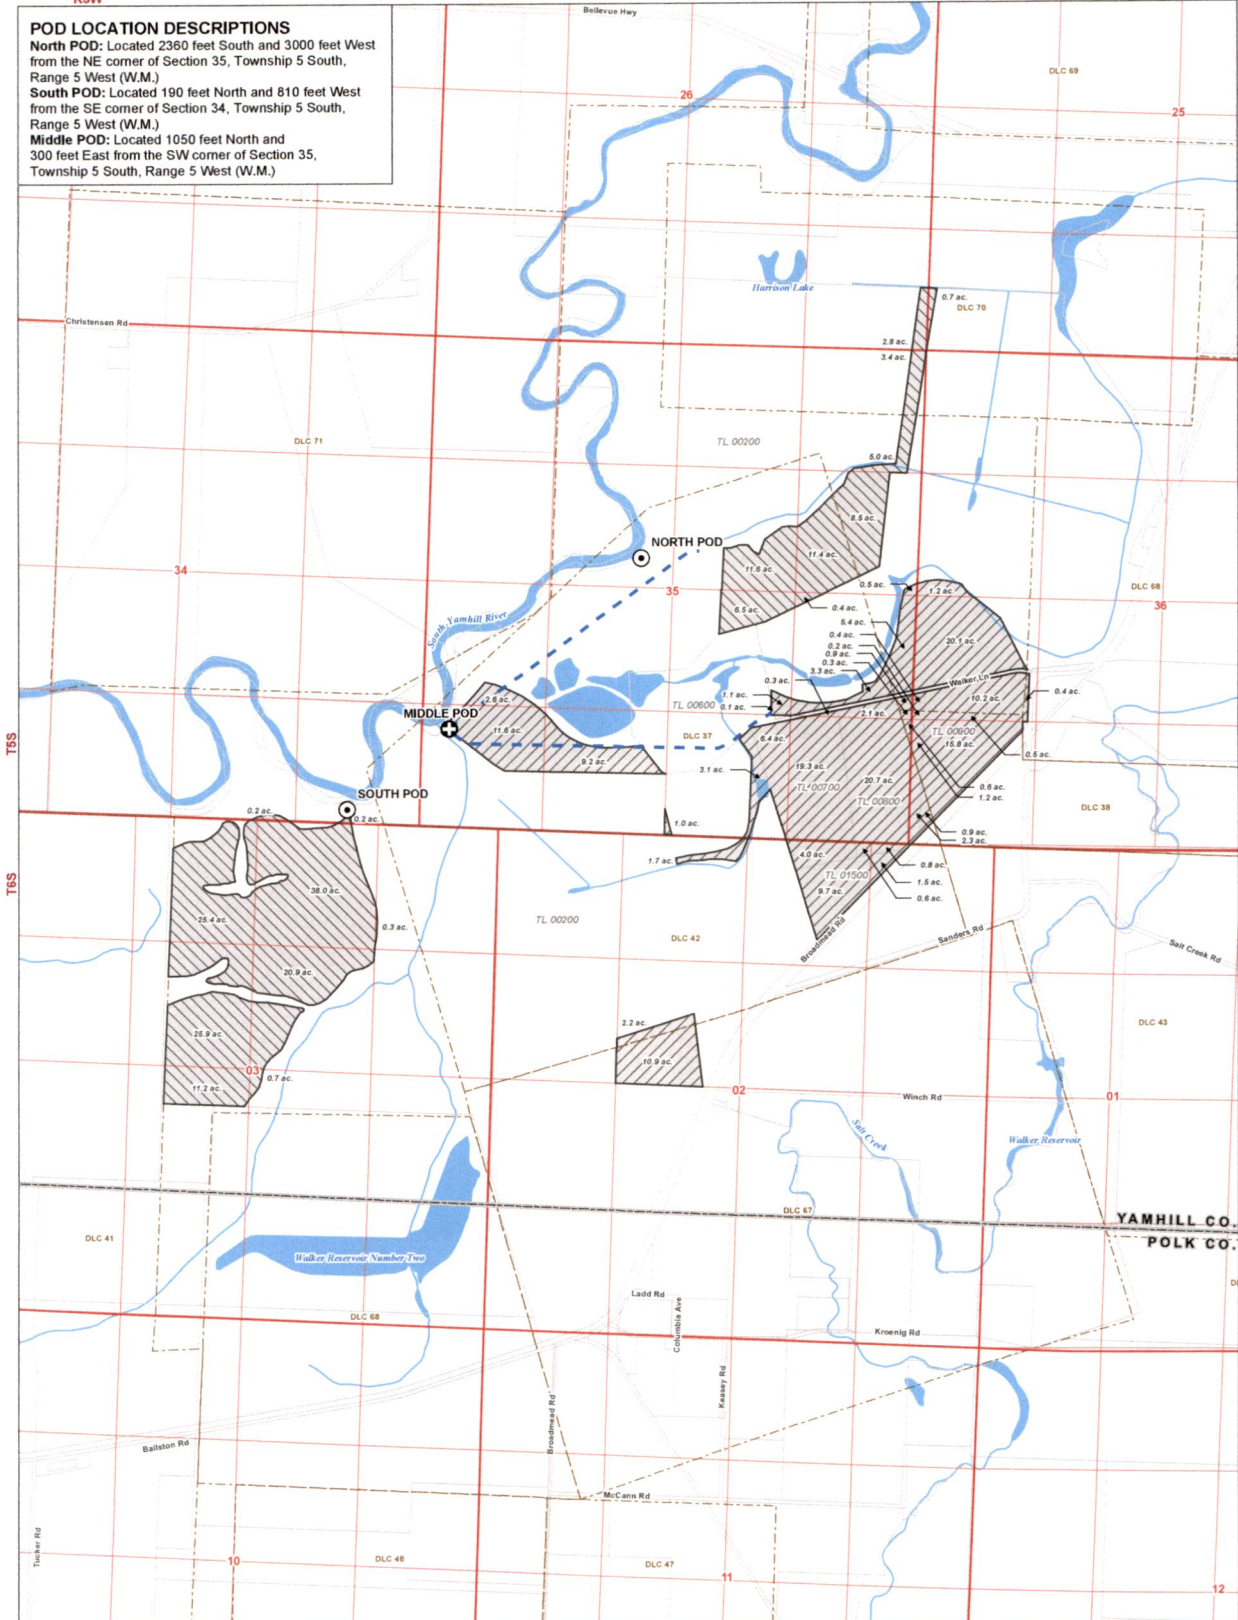 R5W
POD LOCATION DESCRIPTIONS
North POD: Located 2360 feet South and 3000 feet West
from the NE corner of Section 35, Township 5 South,
Range 5 West (W.M.)
South POD: Located 190 feet North and 810 feet West
from the SE corner of Section 34, Township 5 South,
Range 5 West (W.M.)
Middle POD: Located 1050 feet North and
300 feet East from the SW corner of Section 35,
Township 5 South, Range 5 West (W.M.)
Bellevue Hwy
DLC 69
26
25
Harrison Lake
0.7 ac.
DLC 70
Christensen Rd
2.8 ac.
3.4 ac.
DLC 71
TL 00200
5.0 ac.
8.5 ac.
NORTH POD
11.4 ac.
34
11.6 ac.
35
0.5 ac.
1.2 ac.
DLC 68
36
6.5 ac.
0.4 ac.
South Yamhill River
5.4 ac.
0.4 ac.
0.2 ac.
0.9 ac.
0.3 ac.
20.1 ac.
3.3 ac.
0.3 ac.
Walker Ln
2.8 ac.
1.1 ac.
0.1 ac.
TL 00600
10.2 ac.
0.4 ac.
MIDDLE POD
2.1 ac.
11.6 ac.
DLC 37
8.4 ac.
TL 00900
15.8 ac.
0.5 ac.
T5S
9.2 ac.
3.1 ac.
19.3 ac.
20.7 ac.
TL 00700
TL 00800
0.6 ac.
1.2 ac.
SOUTH POD
DLC 38
0.2 ac.
0.2 ac.
1.0 ac.
0.9 ac.
2.3 ac.
1.7 ac.
4.0 ac.
0.8 ac.
T6S
TL 01500
1.5 ac.
38.0 ac.
9.7 ac.
0.6 ac.
25.4 ac.
0.3 ac.
TL 00200
DLC 42
Broadmead Rd
Sanders Rd
Salt Creek Rd
20.9 ac.
25.9 ac.
2.2 ac.
DLC 43
10.9 ac.
03
0.7 ac.
11.2 ac.
02
Winch Rd
01
Salt Creek
Walker Reservoir
DLC 67
YAMHILL CO.
POLK CO.
DLC 41
Walker Reservoir Number Two
Ladd Rd
Columbia Ave
DLC 68
Kroenig Rd
Keasey Rd
Broadmead Rd
Ballston Rd
McCann Rd
Tucker Rd
10
DLC 46
DLC 47
11
12